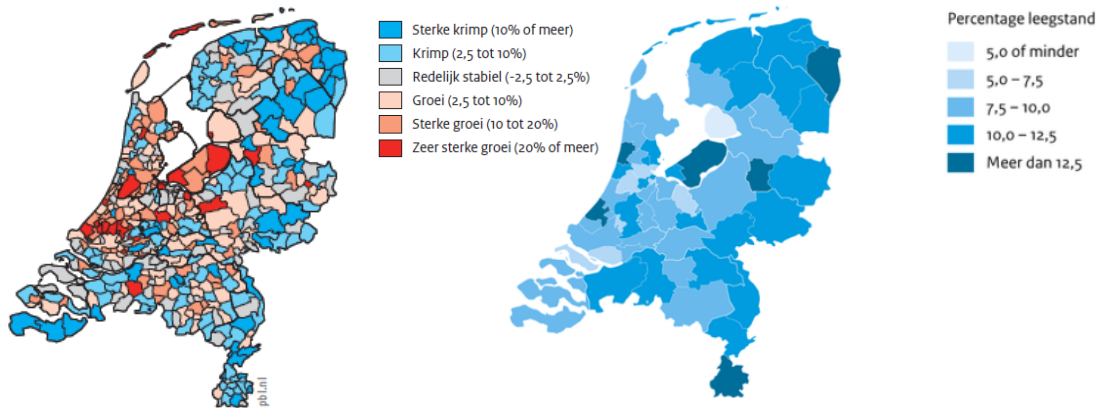 Sterke krimp (10% of meer)
Krimp (2,5 tot 10%)
Redelijk stabiel (-2,5 tot 2,5%)
Groei (2,5 tot 10%)
Sterke groei (10 tot 20%)
Zeer sterke groei (20% of meer)
pbl.nl
Percentage leegstand
5,0 of minder
5,0 – 7,5
7,5 – 10,0
10,0 – 12,5
Meer dan 12,5